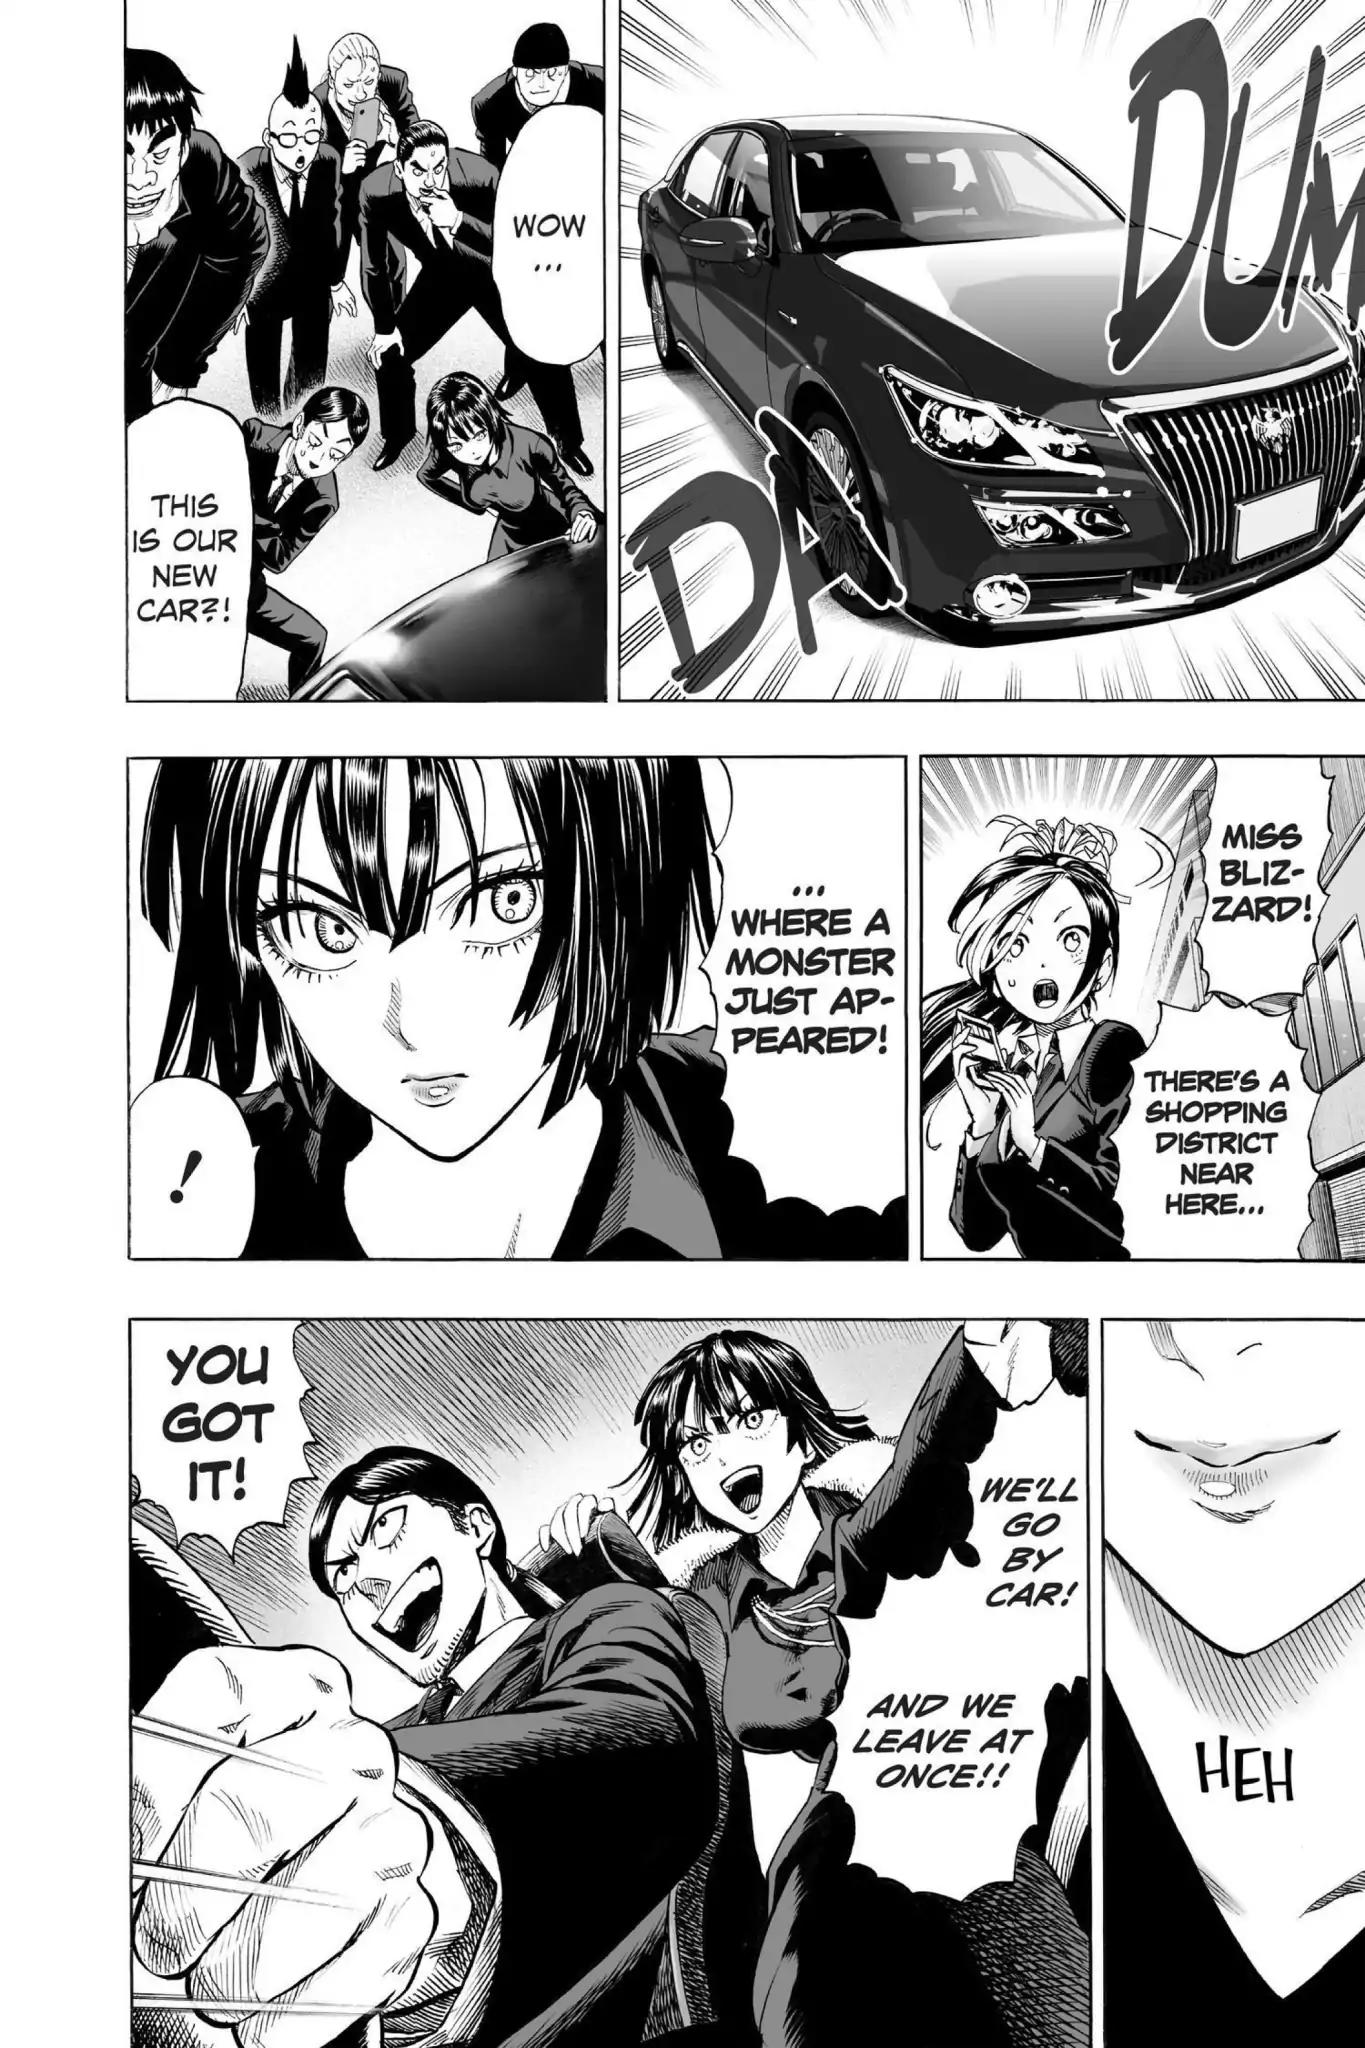 DA
DUM
WOW
...
THIS
IS OUR
NEW
CAR?!
MISS
BLIZ-
ZARD!
THERE'S A
SHOPPING
DISTRICT
NEAR
HERE...
...
WHERE A
MONSTER
JUST AP-
PEARED!
!
HEH
WE'LL
GO
BY
CAR!
AND WE
LEAVE AT
ONCE!!
YOU
GOT
IT!